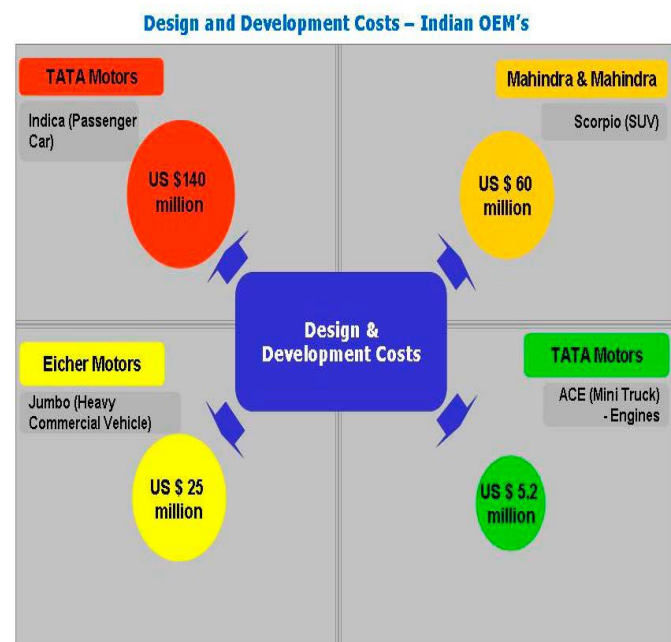 Design and Development Costs – Indian OEM's
TATA Motors
Indica (Passenger
Car)
US $140
million
Mahindra & Mahindra
Scorpio (SUV)
US $ 60
million
Design &
Development Costs
Eicher Motors
Jumbo (Heavy
Commercial Vehicle)
US $ 25
million
TATA Motors
ACE (Mini Truck)
- Engines
US $ 5.2
million